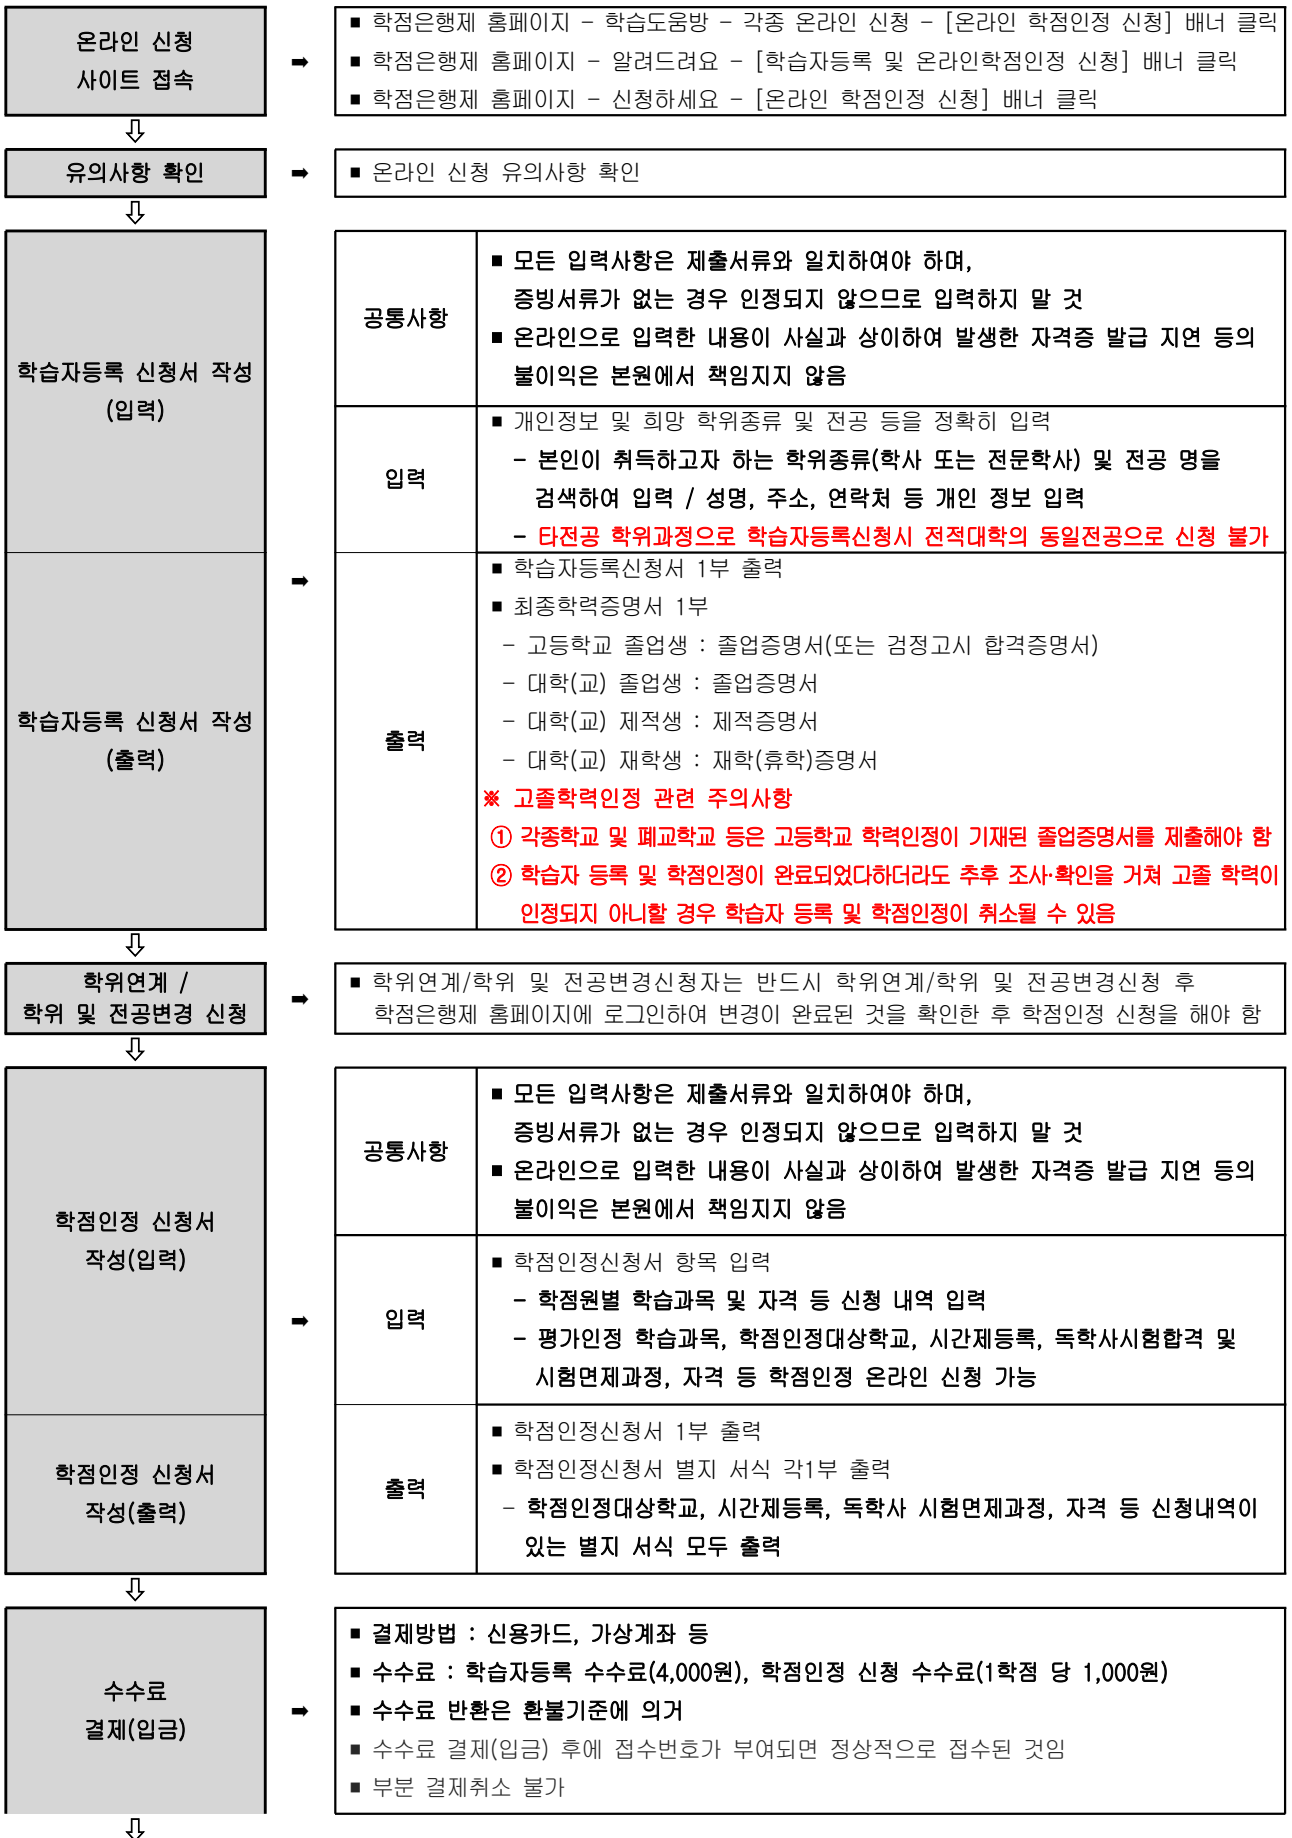 온라인 신청
사이트 접속
➡
▪ 학점은행제 홈페이지 - 학습도움방 - 각종 온라인 신청 - [온라인 학점인정 신청] 배너 클릭
▪ 학점은행제 홈페이지 - 알려드려요 - [학습자등록 및 온라인학점인정 신청] 배너 클릭
▪ 학점은행제 홈페이지 - 신청하세요 - [온라인 학점인정 신청] 배너 클릭
⇩
유의사항 확인
➡
▪ 온라인 신청 유의사항 확인
⇩
학습자등록 신청서 작성
(입력)
학습자등록 신청서 작성
(출력)
➡
공통사항
▪ 모든 입력사항은 제출서류와 일치하여야 하며,
증빙서류가 없는 경우 인정되지 않으므로 입력하지 말 것
▪ 온라인으로 입력한 내용이 사실과 상이하여 발생한 자격증 발급 지연 등의
불이익은 본원에서 책임지지 않음
입력
▪ 개인정보 및 희망 학위종류 및 전공 등을 정확히 입력
- 본인이 취득하고자 하는 학위종류(학사 또는 전문학사) 및 전공 명을
검색하여 입력 / 성명, 주소, 연락처 등 개인 정보 입력
- 타전공 학위과정으로 학습자등록신청시 전적대학의 동일전공으로 신청 불가
출력
▪ 학습자등록신청서 1부 출력
▪ 최종학력증명서 1부
- 고등학교 졸업생 : 졸업증명서(또는 검정고시 합격증명서)
- 대학(교) 졸업생 : 졸업증명서
- 대학(교) 제적생 : 제적증명서
- 대학(교) 재학생 : 재학(휴학)증명서
※ 고졸학력인정 관련 주의사항
① 각종학교 및 폐교학교 등은 고등학교 학력인정이 기재된 졸업증명서를 제출해야 함
② 학습자 등록 및 학점인정이 완료되었다하더라도 추후 조사·확인을 거쳐 고졸 학력이
인정되지 아니할 경우 학습자 등록 및 학점인정이 취소될 수 있음
⇩
학위연계 /
학위 및 전공변경 신청
➡
▪ 학위연계/학위 및 전공변경신청자는 반드시 학위연계/학위 및 전공변경신청 후
학점은행제 홈페이지에 로그인하여 변경이 완료된 것을 확인한 후 학점인정 신청을 해야 함
⇩
학점인정 신청서
작성(입력)
학점인정 신청서
작성(출력)
➡
공통사항
▪ 모든 입력사항은 제출서류와 일치하여야 하며,
증빙서류가 없는 경우 인정되지 않으므로 입력하지 말 것
▪ 온라인으로 입력한 내용이 사실과 상이하여 발생한 자격증 발급 지연 등의
불이익은 본원에서 책임지지 않음
입력
▪ 학점인정신청서 항목 입력
- 학점원별 학습과목 및 자격 등 신청 내역 입력
- 평가인정 학습과목, 학점인정대상학교, 시간제등록, 독학사시험합격 및
시험면제과정, 자격 등 학점인정 온라인 신청 가능
출력
▪ 학점인정신청서 1부 출력
▪ 학점인정신청서 별지 서식 각1부 출력
- 학점인정대상학교, 시간제등록, 독학사 시험면제과정, 자격 등 신청내역이
있는 별지 서식 모두 출력
⇩
수수료
결제(입금)
➡
▪ 결제방법 : 신용카드, 가상계좌 등
▪ 수수료 : 학습자등록 수수료(4,000원), 학점인정 신청 수수료(1학점 당 1,000원)
▪ 수수료 반환은 환불기준에 의거
▪ 수수료 결제(입금) 후에 접수번호가 부여되면 정상적으로 접수된 것임
▪ 부분 결제취소 불가
⇩